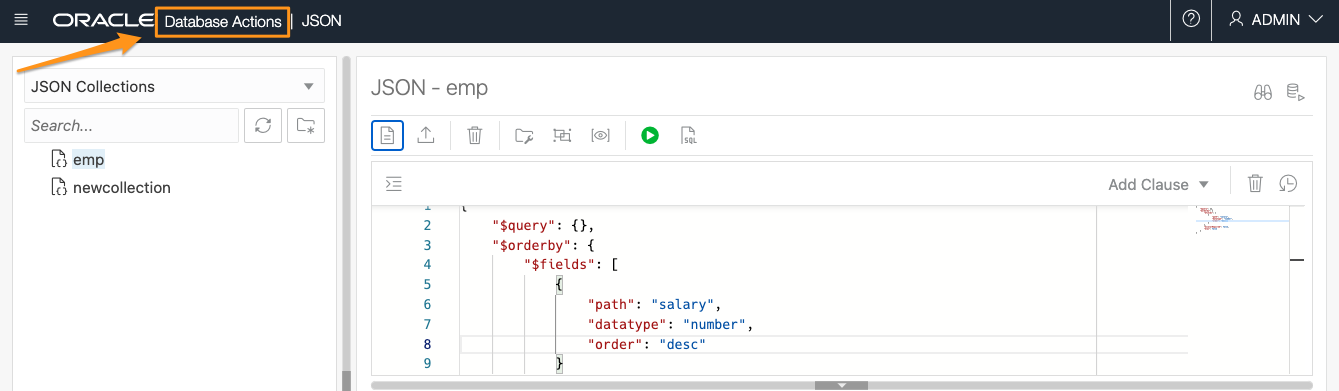 ORACLE Database Actions | JSON
ADMIN
JSON Collections
Search...
emp
newcollection
JSON - emp
SQL
Add Clause
1 {
2 "$query": {},
3 "$orderby": {
4 "$fields": [
5 {
6 "path": "salary",
7 "datatype": "number",
8 "order": "desc"
9 }